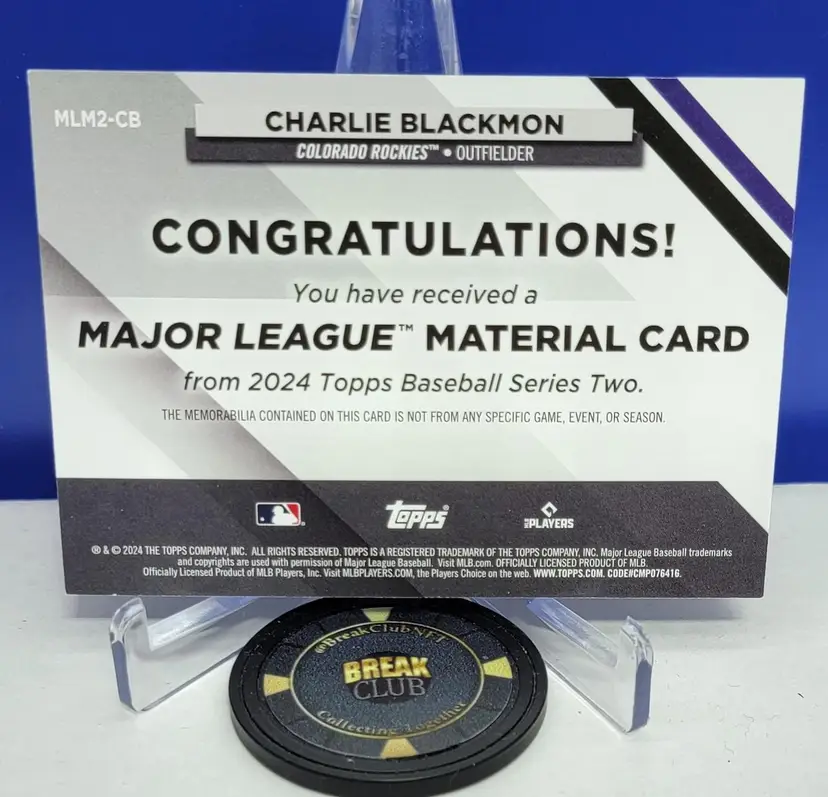 MLM2-CB
CHARLIE BLACKMON
COLORADO ROCKIES™ • OUTFIELDER
CONGRATULATIONS!
You have received a
MAJOR LEAGUE™ MATERIAL CARD
from 2024 Topps Baseball Series Two.
THE MEMORABILIA CONTAINED ON THIS CARD IS NOT FROM ANY SPECIFIC GAME, EVENT, OR SEASON.
topps®
MLB PLAYERS
® & © 2024 THE TOPPS COMPANY, INC. ALL RIGHTS RESERVED. TOPPS IS A REGISTERED TRADEMARK OF THE TOPPS COMPANY, INC. Major League Baseball trademarks
and copyrights are used with permission of Major League Baseball. Visit MLB.com. OFFICIALLY LICENSED PRODUCT OF MLB.
Officially Licensed Product of MLB Players, Inc. Visit MLBPLAYERS.COM, the Players Choice on the web. WWW.TOPPS.COM. CODE#CMP076416.
@BreakClubNFT
BREAK
CLUB
Collecting Together